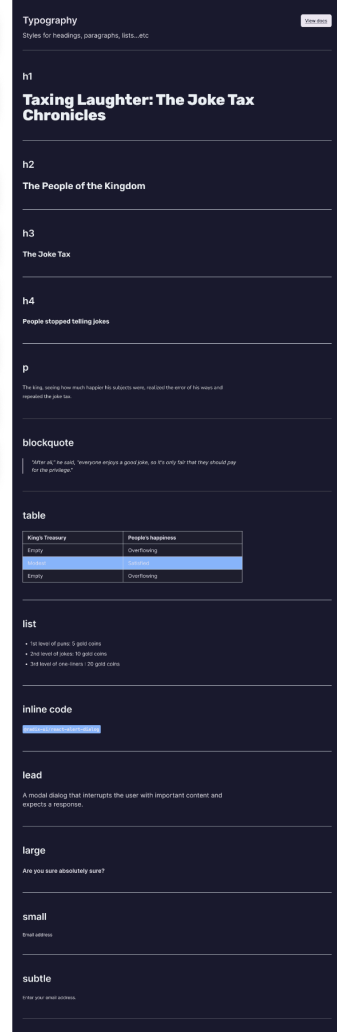 Typography
View docs
Styles for headings, paragraphs, lists...etc
h1
Taxing Laughter: The Joke Tax
Chronicles
h2
The People of the Kingdom
h3
The Joke Tax
h4
People stopped telling jokes
p
The king, seeing how much happier his subjects were, realized the error of his ways and
repealed the joke tax.
blockquote
"After all," he said, "everyone enjoys a good joke, so it's only fair that they should pay
for the privilege."
table
King's Treasury People's happiness
Empty Overflowing
Modest Satisfied
Empty Overflowing
list
• 1st level of puns: 5 gold coins
• 2nd level of jokes: 10 gold coins
• 3rd level of one-liners : 20 gold coins
inline code
@radix-ui/react-alert-dialog
lead
A modal dialog that interrupts the user with important content and
expects a response.
large
Are you sure absolutely sure?
small
Email address
subtle
Enter your email address.